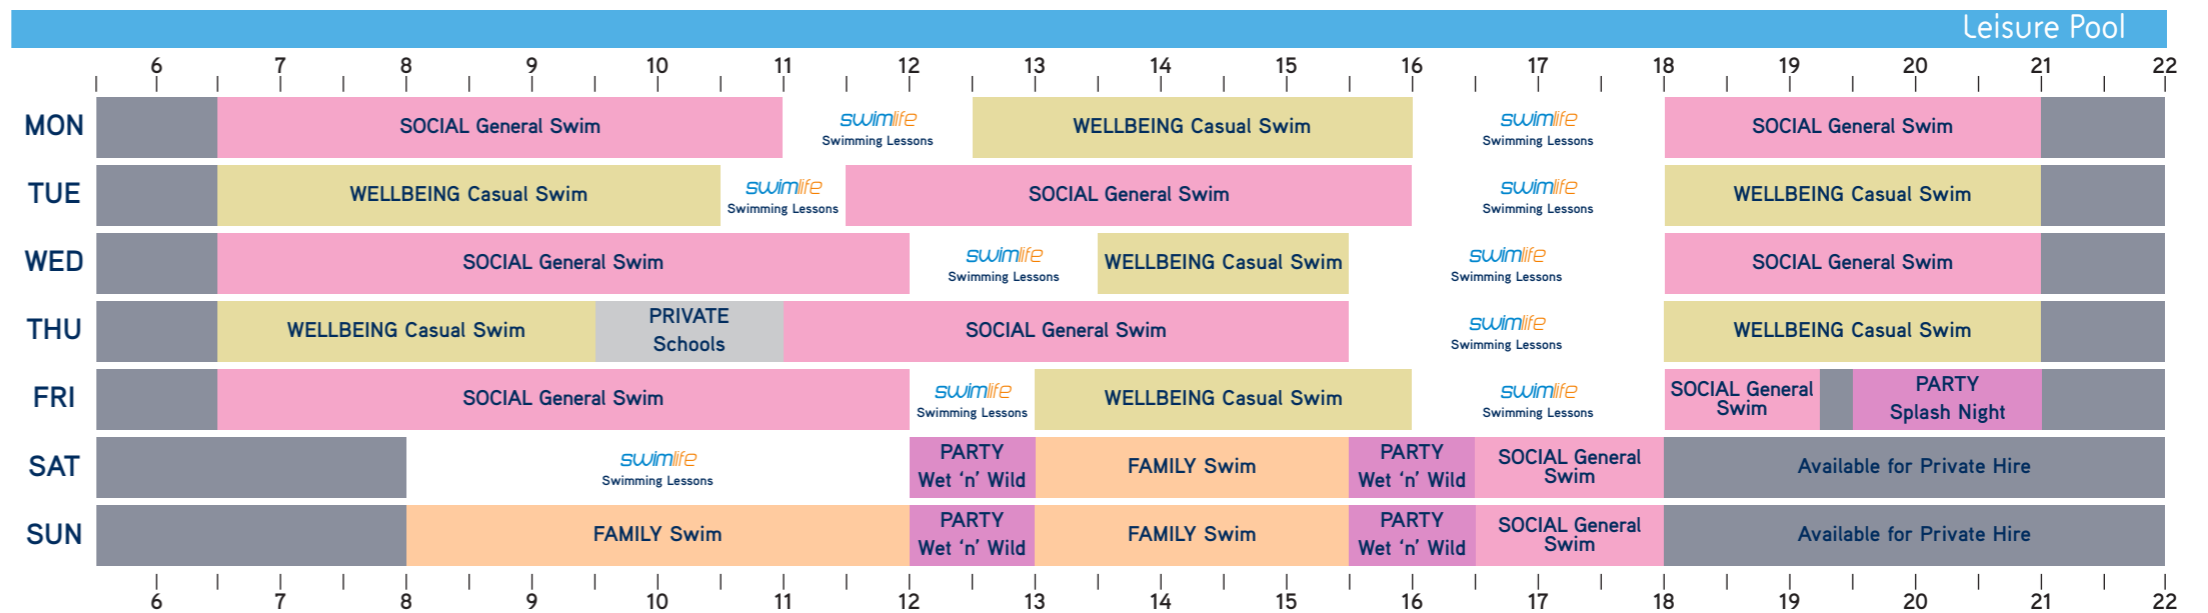 Leisure Pool
6 7 8 9 10 11 12 13 14 15 16 17 18 19 20 21 22
MON
SOCIAL General Swim
swimlife
Swimming Lessons
WELLBEING Casual Swim
swimlife
Swimming Lessons
SOCIAL General Swim
TUE
WELLBEING Casual Swim
swimlife
Swimming Lessons
SOCIAL General Swim
swimlife
Swimming Lessons
WELLBEING Casual Swim
WED
SOCIAL General Swim
swimlife
Swimming Lessons
WELLBEING Casual Swim
swimlife
Swimming Lessons
SOCIAL General Swim
THU
WELLBEING Casual Swim
PRIVATE
Schools
SOCIAL General Swim
swimlife
Swimming Lessons
WELLBEING Casual Swim
FRI
SOCIAL General Swim
swimlife
Swimming Lessons
WELLBEING Casual Swim
swimlife
Swimming Lessons
SOCIAL General
Swim
PARTY
Splash Night
SAT
swimlife
Swimming Lessons
PARTY
Wet ‘n’ Wild
FAMILY Swim
PARTY
Wet ‘n’ Wild
SOCIAL General
Swim
Available for Private Hire
SUN
FAMILY Swim
PARTY
Wet ‘n’ Wild
FAMILY Swim
PARTY
Wet ‘n’ Wild
SOCIAL General
Swim
Available for Private Hire
6 7 8 9 10 11 12 13 14 15 16 17 18 19 20 21 22